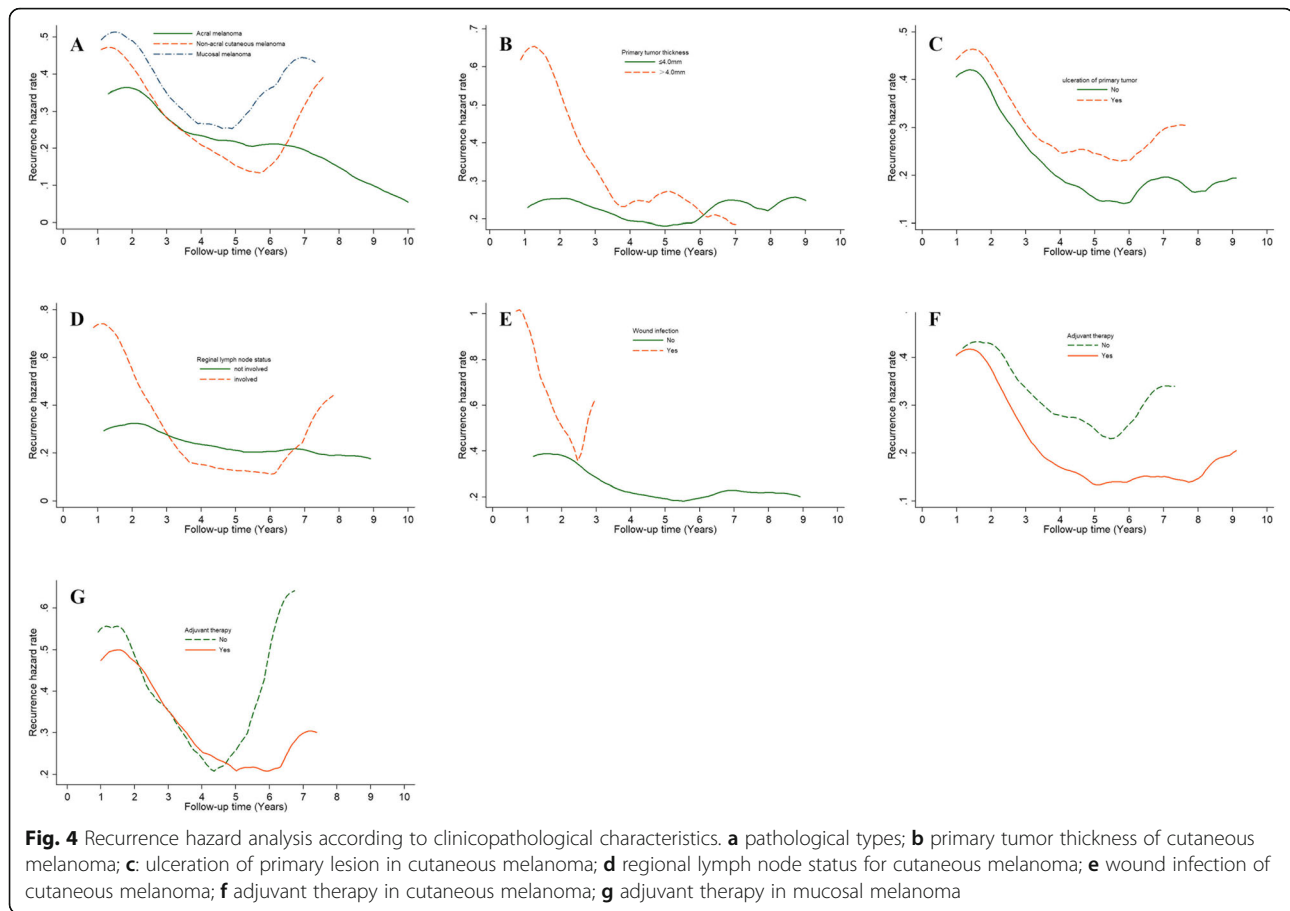 A
Acral melanoma
Non-acral cutaneous melanoma
Mucosal melanoma
Recurrence hazard rate
.5
.4
.3
.2
.1
0
0 1 2 3 4 5 6 7 8 9 10
Follow-up time (Years)
B
Primary tumor thickness
≤4.0mm
>4.0mm
Recurrence hazard rate
.7
.6
.5
.4
.3
.2
0 1 2 3 4 5 6 7 8 9 10
Follow-up time (Years)
C
ulceration of primary tumor
No
Yes
Recurrence hazard rate
.5
.4
.3
.2
.1
0 1 2 3 4 5 6 7 8 9 10
Follow-up time (Years)
D
Reginal lymph node status
not involved
involved
Recurrence hazard rate
.8
.6
.4
.2
0
0 1 2 3 4 5 6 7 8 9 10
Follow-up time (Years)
E
Wound infection
No
Yes
Recurrence hazard rate
1
.8
.6
.4
.2
0 1 2 3 4 5 6 7 8 9 10
Follow-up time (Years)
F
Adjuvant therapy
No
Yes
Recurrence hazard rate
.4
.3
.2
.1
0 1 2 3 4 5 6 7 8 9 10
Follow-up time (Years)
G
Adjuvant therapy
No
Yes
Recurrence hazard rate
.6
.5
.4
.3
.2
0 1 2 3 4 5 6 7 8 9 10
Follow-up time (Years)
Fig. 4 Recurrence hazard analysis according to clinicopathological characteristics. a pathological types; b primary tumor thickness of cutaneous
melanoma; c: ulceration of primary lesion in cutaneous melanoma; d regional lymph node status for cutaneous melanoma; e wound infection of
cutaneous melanoma; f adjuvant therapy in cutaneous melanoma; g adjuvant therapy in mucosal melanoma